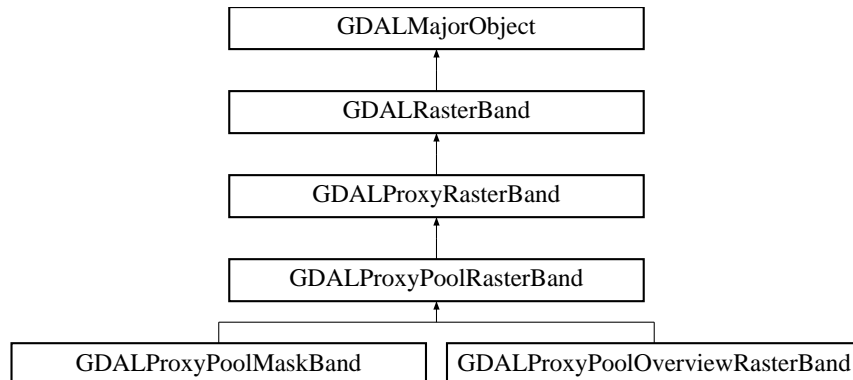 GDALMajorObject
GDALRasterBand
GDALProxyRasterBand
GDALProxyPoolRasterBand
GDALProxyPoolMaskBand
GDALProxyPoolOverviewRasterBand